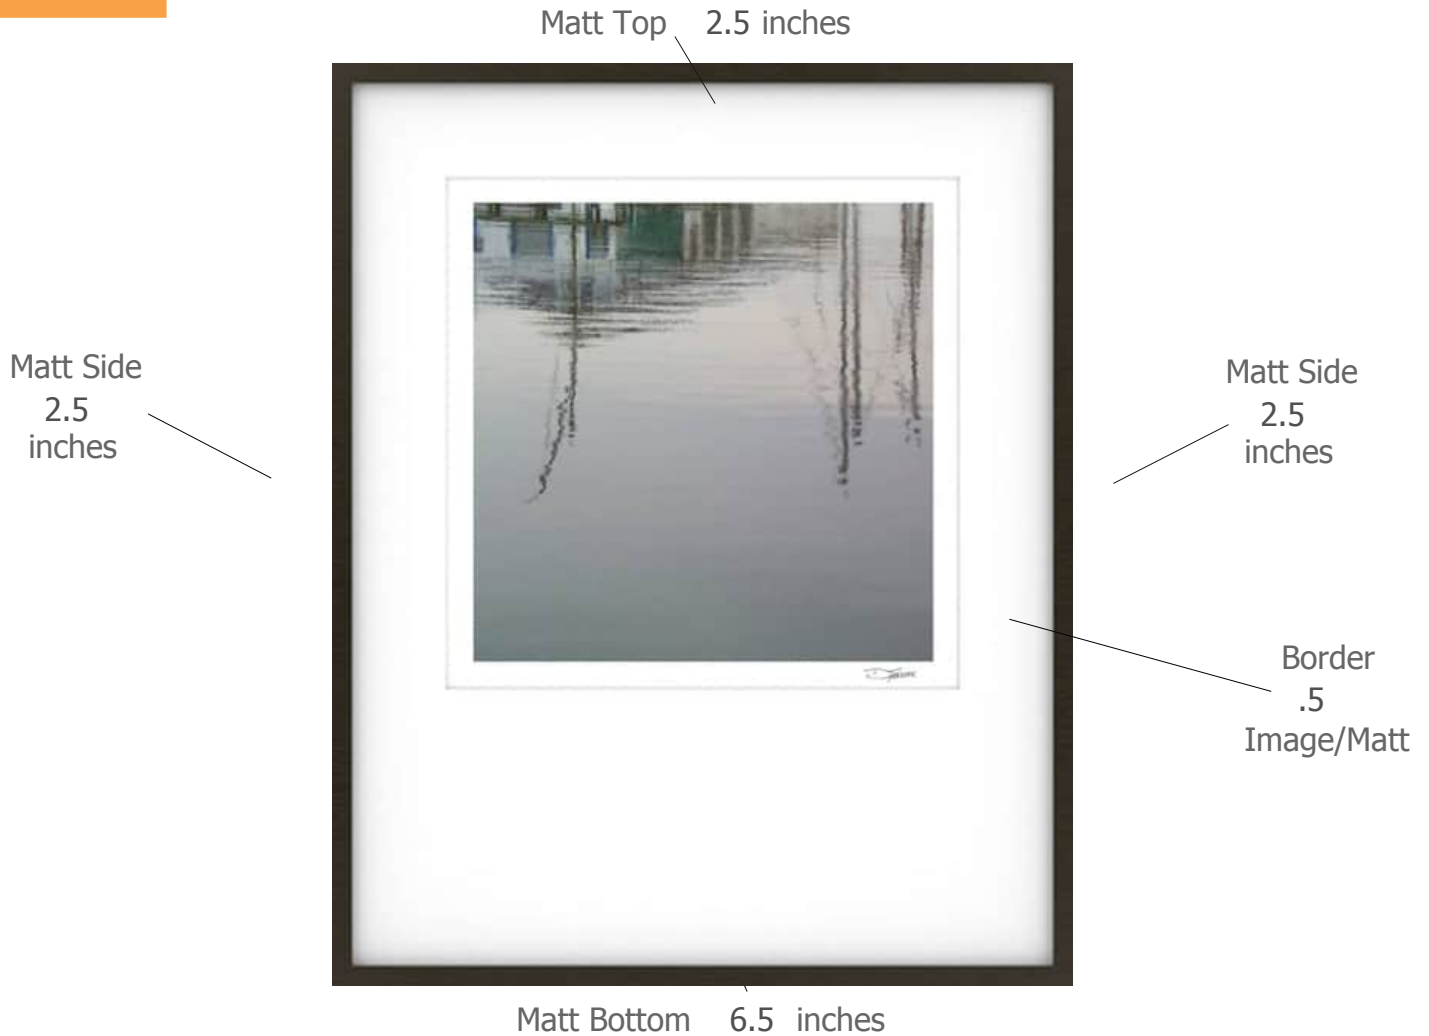 Matt Top 2.5 inches
Matt Side
2.5
inches
Matt Side
2.5
inches
Border
.5
Image/Matt
Matt Bottom 6.5 inches